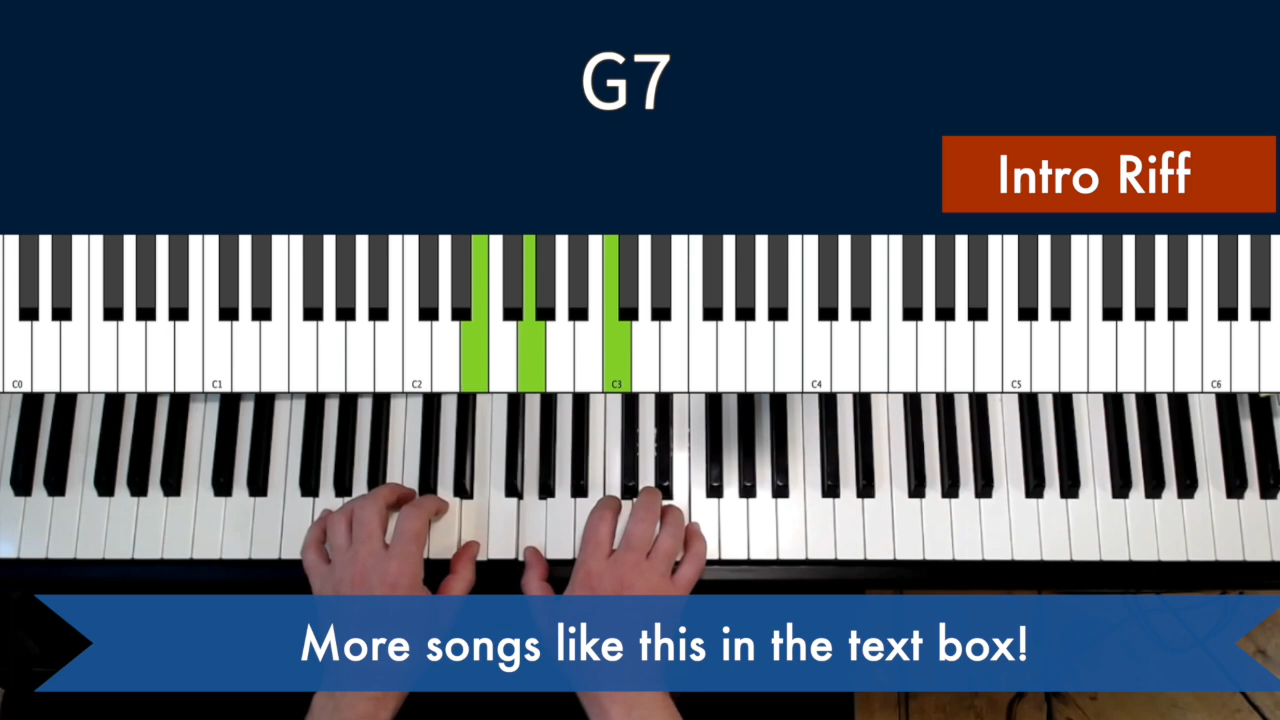 G7
Intro Riff
C0
C1
C2
C3
C4
C5
C6
More songs like this in the text box!